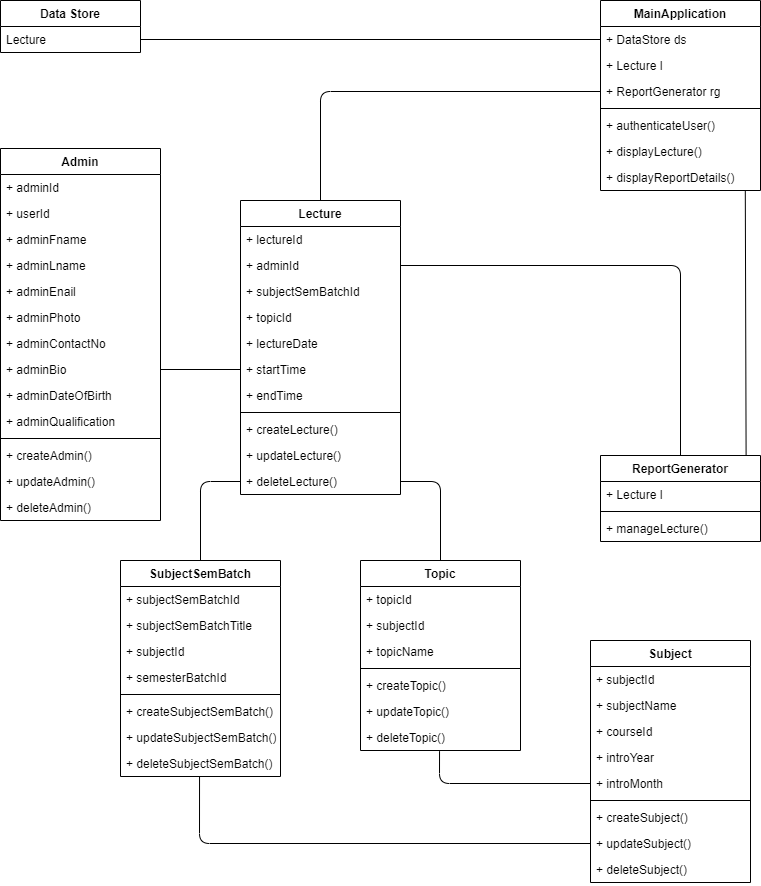 Data Store
Lecture
MainApplication
+ DataStore ds
+ Lecture l
+ ReportGenerator rg
+ authenticateUser()
+ displayLecture()
+ displayReportDetails()
Admin
+ adminId
+ userId
+ adminFname
+ adminLname
+ adminEnail
+ adminPhoto
+ adminContactNo
+ adminBio
+ adminDateOfBirth
+ adminQualification
+ createAdmin()
+ updateAdmin()
+ deleteAdmin()
Lecture
+ lectureId
+ adminId
+ subjectSemBatchId
+ topicId
+ lectureDate
+ startTime
+ endTime
+ createLecture()
+ updateLecture()
+ deleteLecture()
ReportGenerator
+ Lecture l
+ manageLecture()
SubjectSemBatch
+ subjectSemBatchId
+ subjectSemBatchTitle
+ subjectId
+ semesterBatchId
+ createSubjectSemBatch()
+ updateSubjectSemBatch()
+ deleteSubjectSemBatch()
Topic
+ topicId
+ subjectId
+ topicName
+ createTopic()
+ updateTopic()
+ deleteTopic()
Subject
+ subjectId
+ subjectName
+ courseId
+ introYear
+ introMonth
+ createSubject()
+ updateSubject()
+ deleteSubject()